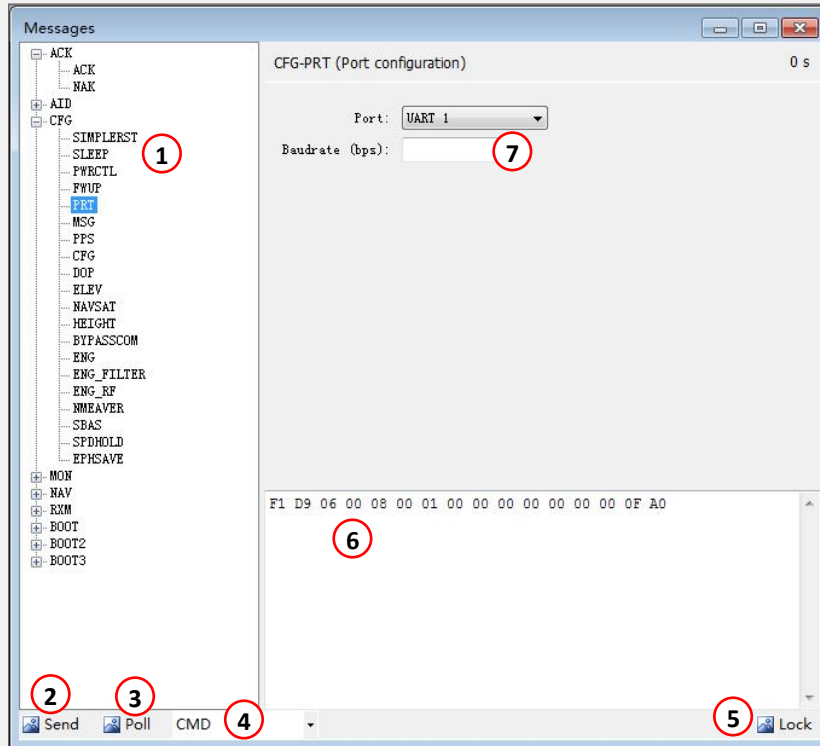 Messages
ACK
ACK
NAK
AID
CFG
SIMPLERST
SLEEP
PWRCTL
FWUP
PRT
MSG
PPS
CFG
DOP
ELEV
NAVSAT
HEIGHT
BYPASSCOM
ENG
ENG_FILTER
ENG_RF
NMEAVER
SBAS
SPDHOLD
EPHSAVE
MON
NAV
RXM
BOOT
BOOT2
BOOT3
1
CFG-PRT (Port configuration) 0 s
Port: UART 1
Baudrate (bps): 7
F1 D9 06 00 08 00 01 00 00 00 00 00 00 00 0F A0
6
2 3 4 5
Send Poll CMD Lock